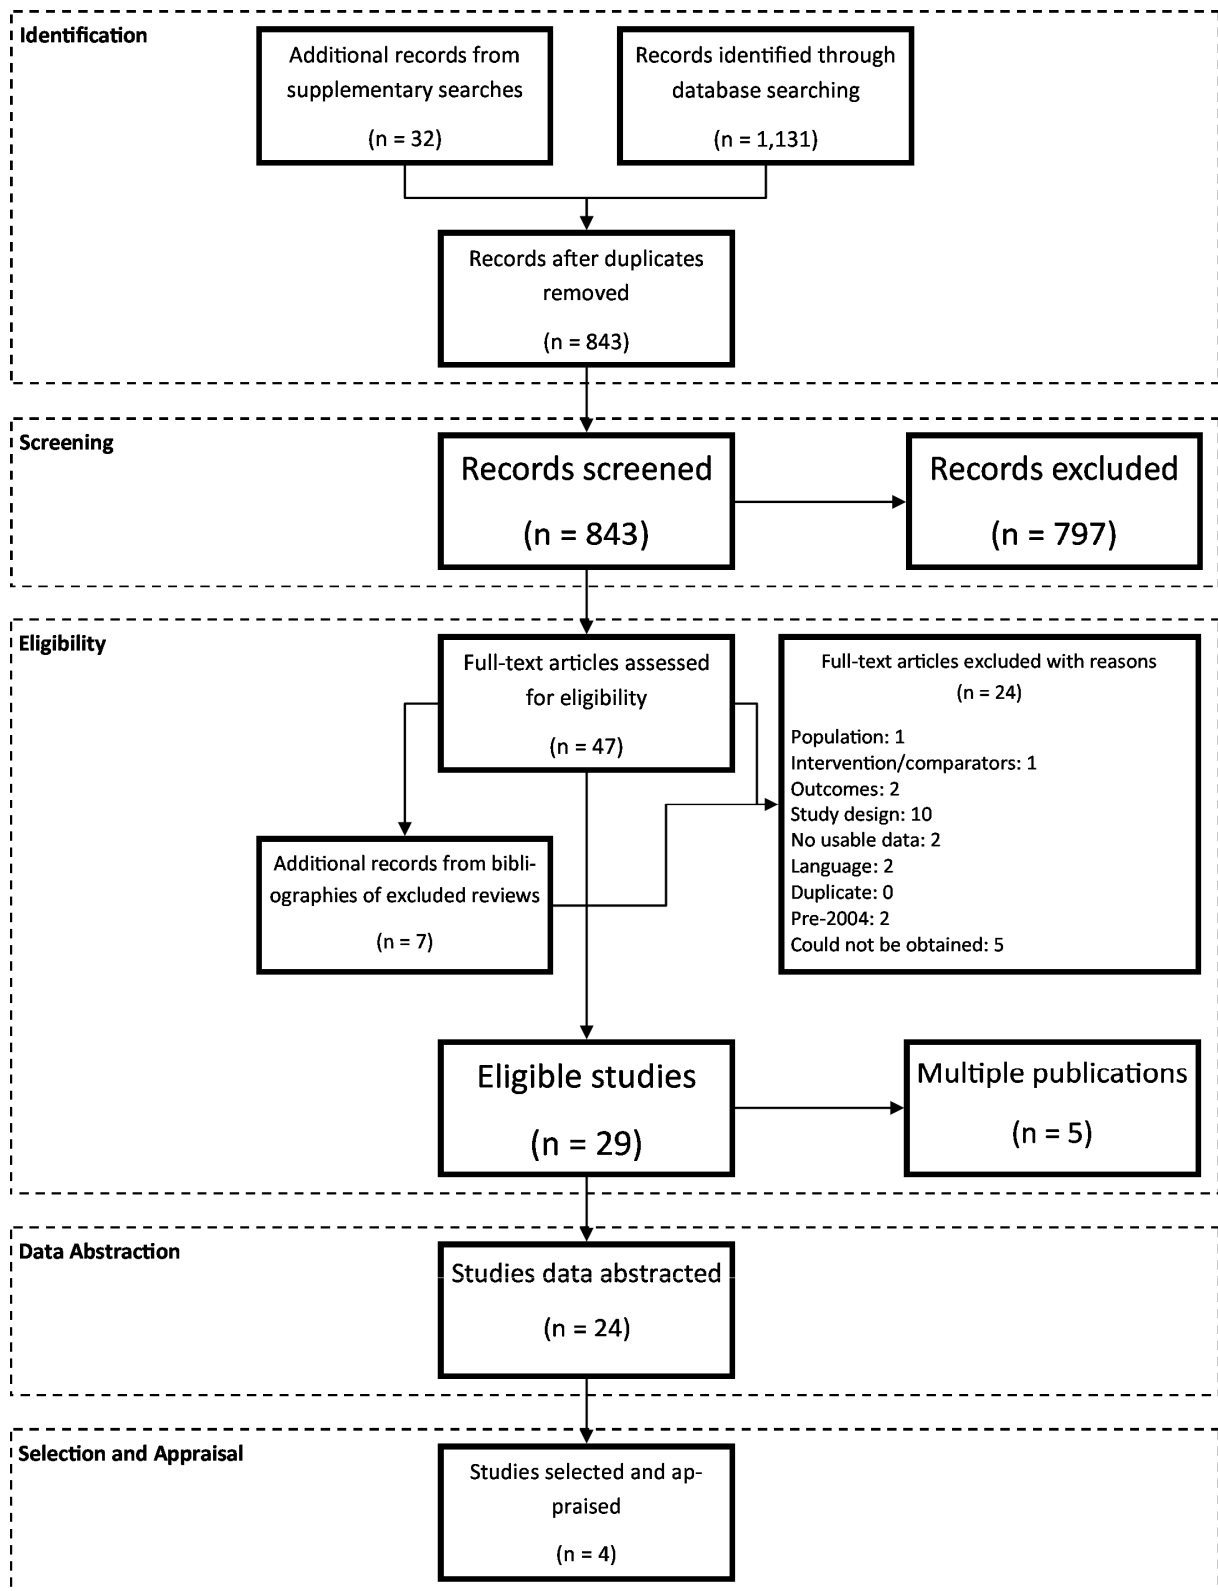 Identification
Additional records from
supplementary searches
(n = 32)
Records identified through
database searching
(n = 1,131)
Records after duplicates
removed
(n = 843)
Screening
Records screened
(n = 843)
Records excluded
(n = 797)
Eligibility
Full-text articles assessed
for eligibility
(n = 47)
Full-text articles excluded with reasons
(n = 24)
Population: 1
Intervention/comparators: 1
Outcomes: 2
Study design: 10
No usable data: 2
Language: 2
Duplicate: 0
Pre-2004: 2
Could not be obtained: 5
Additional records from bibli-
ographies of excluded reviews
(n = 7)
Eligible studies
(n = 29)
Multiple publications
(n = 5)
Data Abstraction
Studies data abstracted
(n = 24)
Selection and Appraisal
Studies selected and ap-
praised
(n = 4)